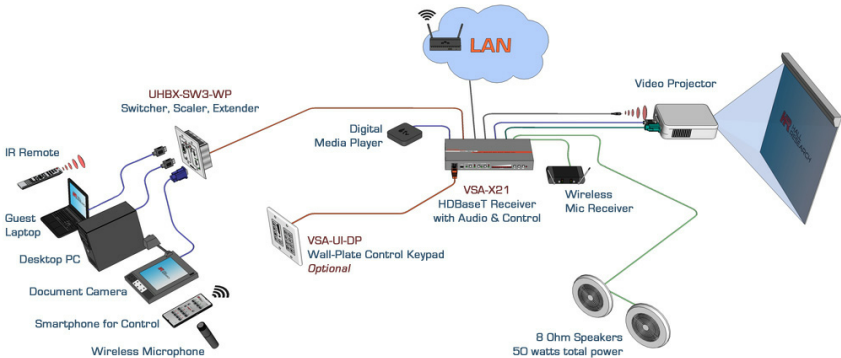 LAN
UHBX-SW3-WP
Switcher, Scaler, Extender
Video Projector
Digital
Media Player
IR Remote
VSA-X21
HDBaseT Receiver
with Audio & Control
Wireless
Mic Receiver
Guest
Laptop
VSA-UI-DP
Wall-Plate Control Keypad
Optional
Desktop PC
Document Camera
Smartphone for Control
Wireless Microphone
8 Ohm Speakers
50 watts total power